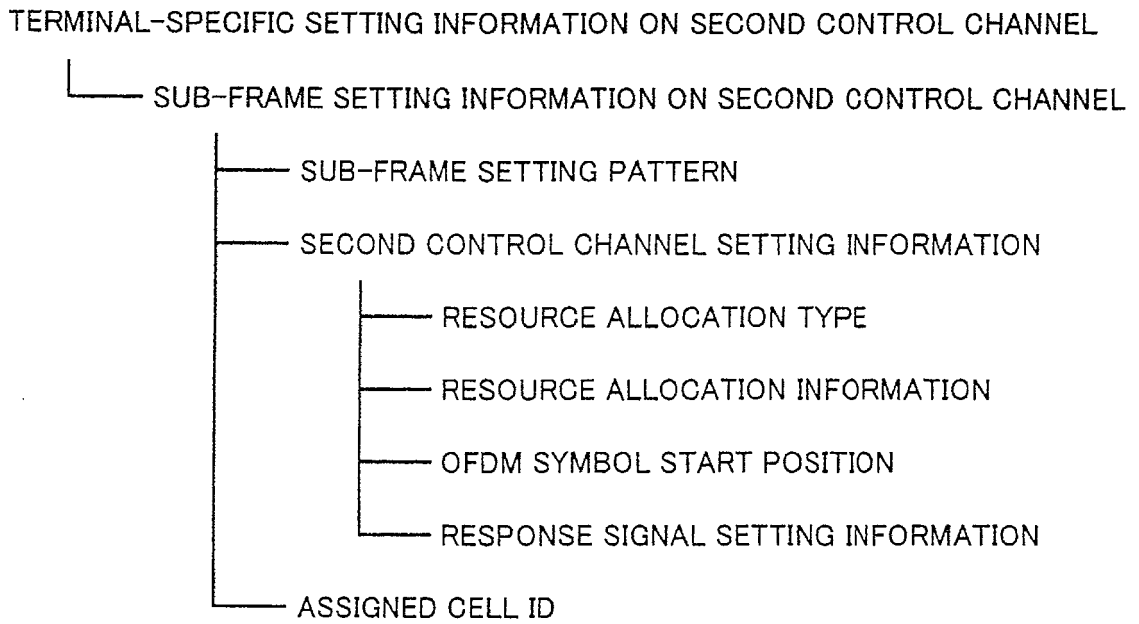 TERMINAL-SPECIFIC SETTING INFORMATION ON SECOND CONTROL CHANNEL
SUB-FRAME SETTING INFORMATION ON SECOND CONTROL CHANNEL
SUB-FRAME SETTING PATTERN
SECOND CONTROL CHANNEL SETTING INFORMATION
RESOURCE ALLOCATION TYPE
RESOURCE ALLOCATION INFORMATION
OFDM SYMBOL START POSITION
RESPONSE SIGNAL SETTING INFORMATION
ASSIGNED CELL ID